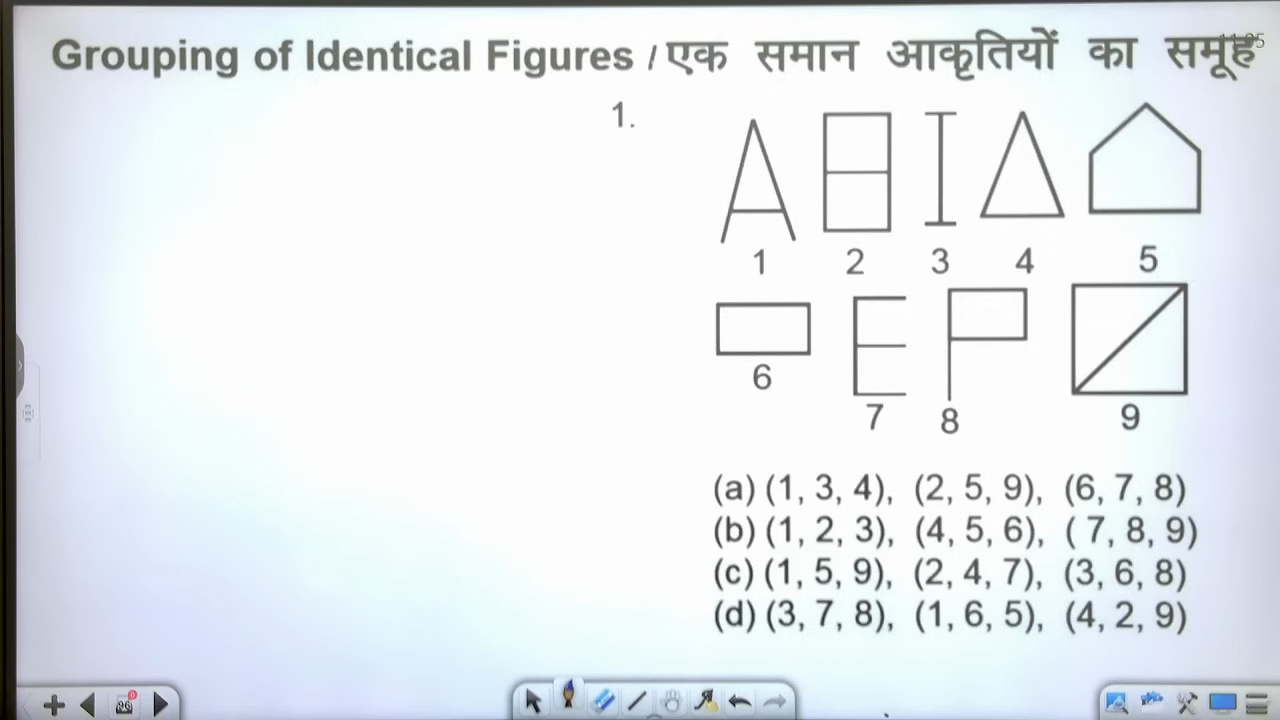 Grouping of Identical Figures / एक समान आकृतियों का समूह
1.
1 2 3 4 5
6 7 8 9
(a) (1, 3, 4), (2, 5, 9), (6, 7, 8)
(b) (1, 2, 3), (4, 5, 6), ( 7, 8, 9)
(c) (1, 5, 9), (2, 4, 7), (3, 6, 8)
(d) (3, 7, 8), (1, 6, 5), (4, 2, 9)